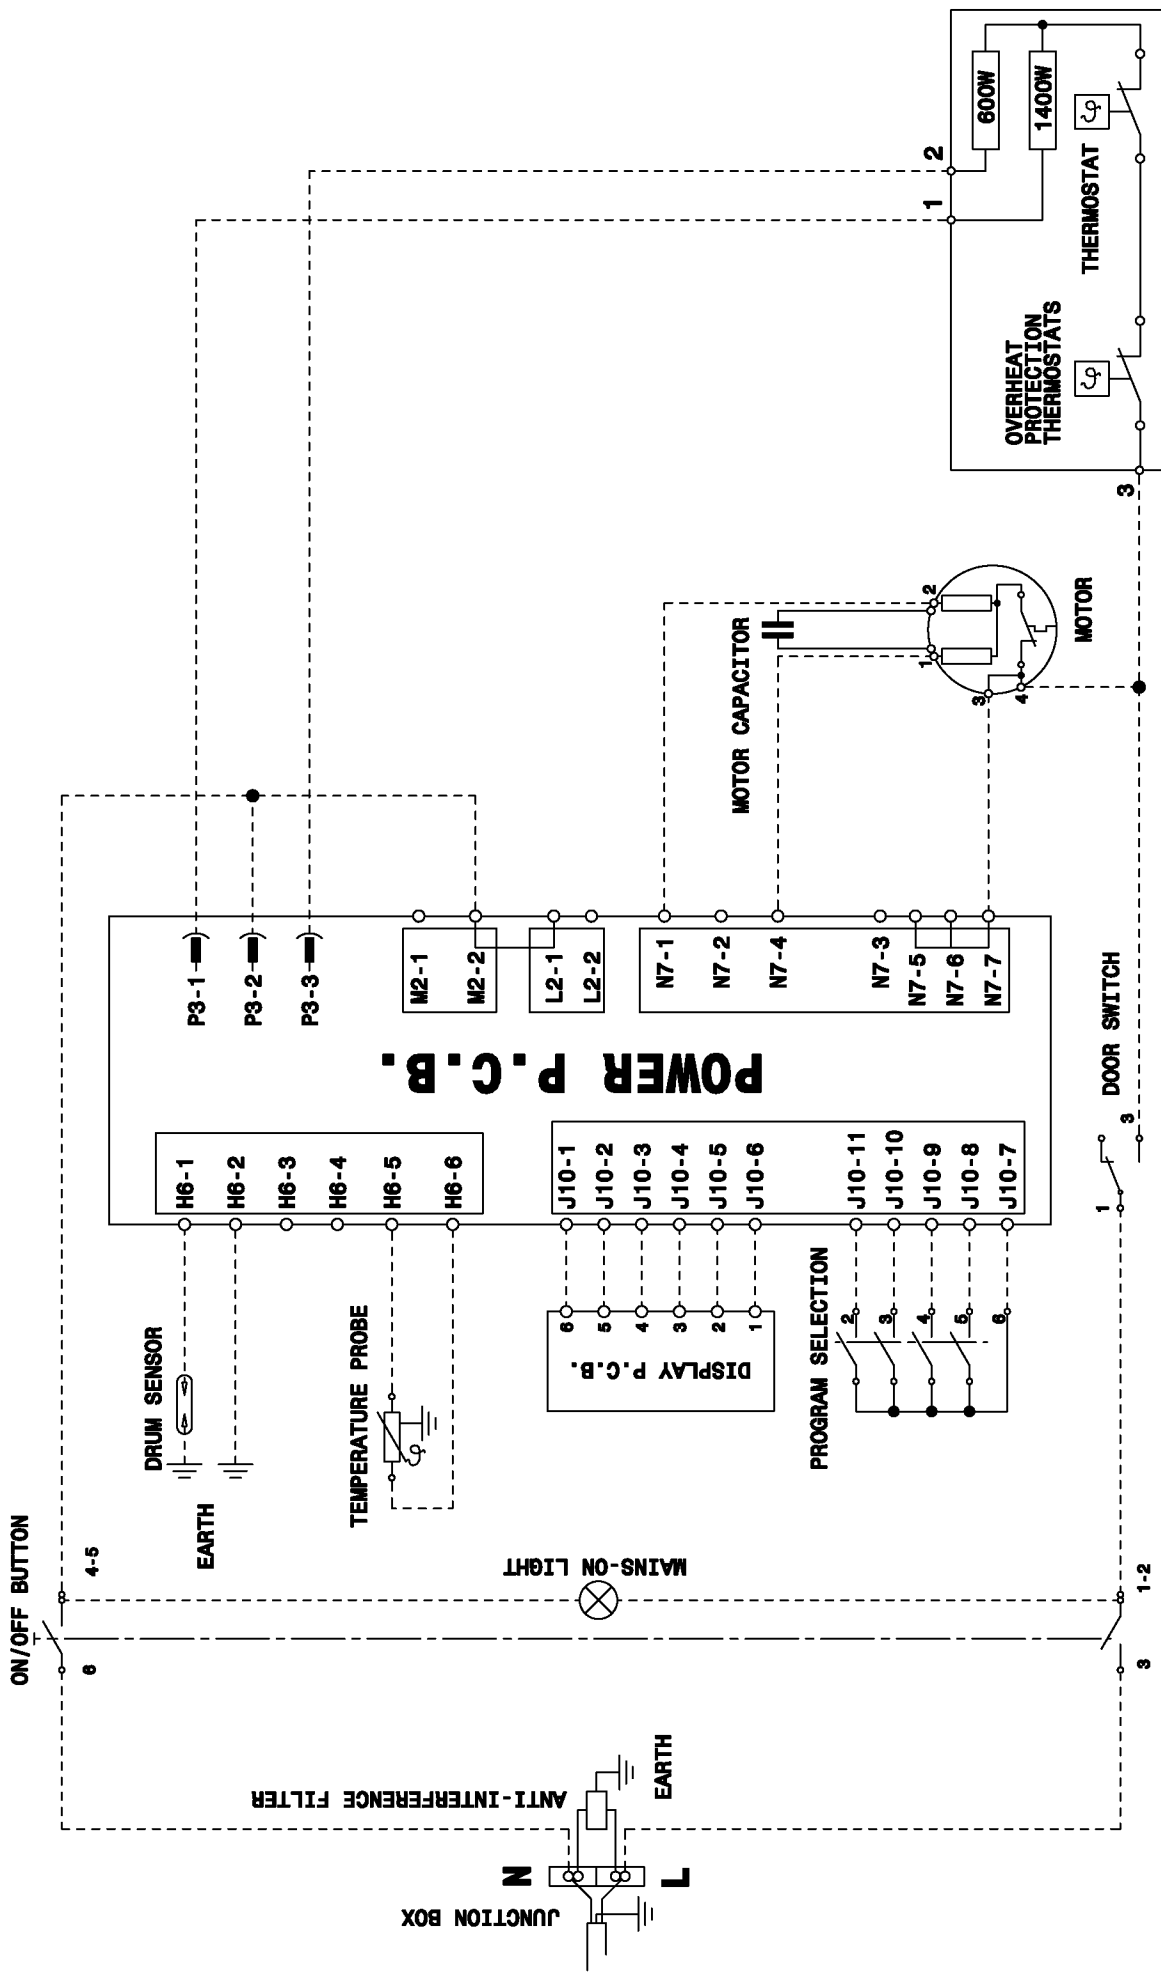 ON/OFF BUTTON
6
4-5
DRUM SENSOR
EARTH
TEMPERATURE PROBE
MAINS-ON LIGHT
H6-1
H6-2
H6-3
H6-4
H6-5
H6-6
P3-1
P3-2
P3-3
M2-1
M2-2
L2-1
L2-2
POWER P.C.B.
J10-1
J10-2
J10-3
J10-4
J10-5
J10-6
J10-11
J10-10
J10-9
J10-8
J10-7
N7-1
N7-2
N7-4
N7-3
N7-5
N7-6
N7-7
DISPLAY P.C.B.
6
5
4
3
2
1
PROGRAM SELECTION
2
3
4
5
6
MOTOR CAPACITOR
1
2
3
4
MOTOR
DOOR SWITCH
1
3
1-2
3
ANTI-INTERFERENCE FILTER
EARTH
N
L
JUNCTION BOX
1
2
3
600W
1400W
THERMOSTAT
ϑ
OVERHEAT
PROTECTION
THERMOSTATS
ϑ
ϑ